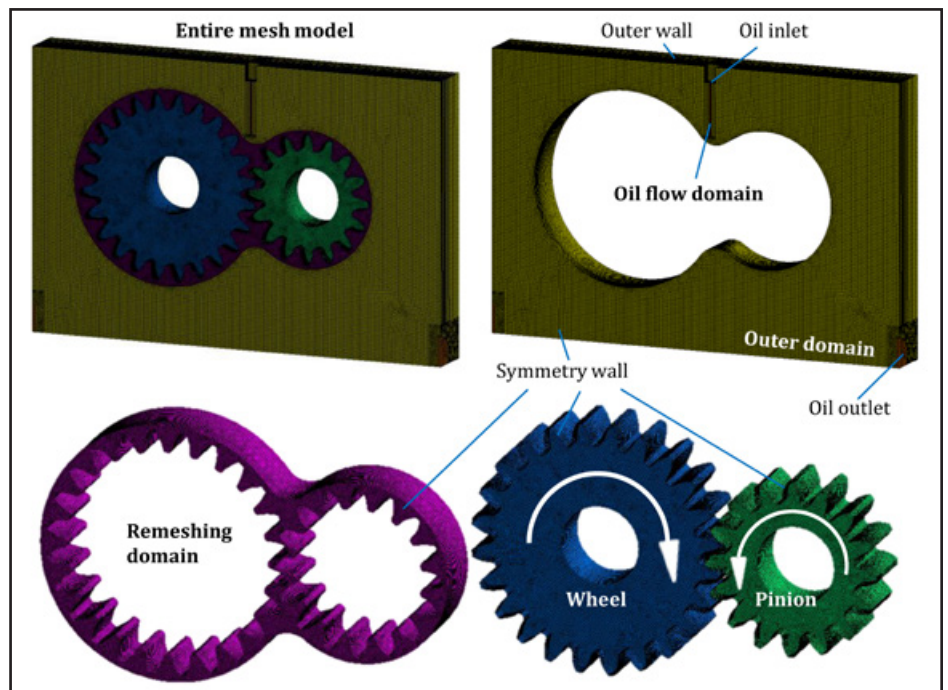 Entire mesh model
Outer wall
Oil inlet
Oil flow domain
Outer domain
Symmetry wall
Oil outlet
Remeshing
domain
Wheel
Pinion